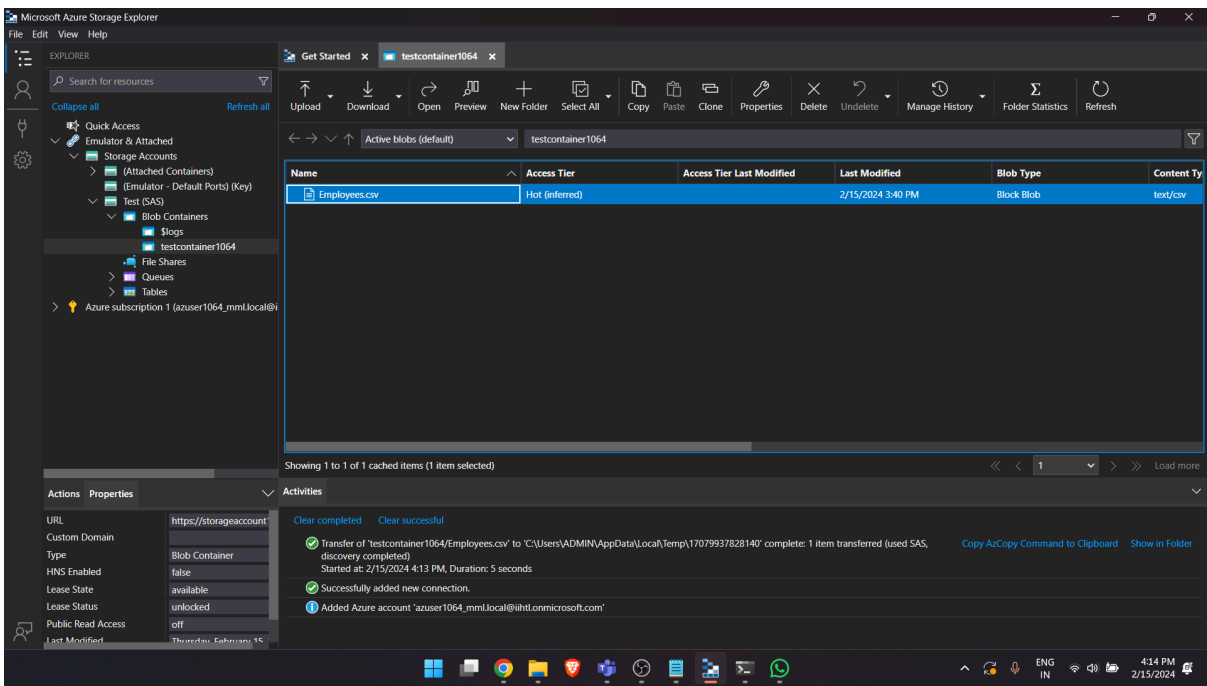 Microsoft Azure Storage Explorer
File Edit View Help
EXPLORER
Search for resources
Collapse all Refresh all
Quick Access
Emulator & Attached
Storage Accounts
(Attached Containers)
(Emulator - Default Ports) (Key)
Test (SAS)
Blob Containers
$logs
testcontainer1064
File Shares
Queues
Tables
Azure subscription 1 (azuser1064_mml.local@i
Get Started testcontainer1064
Upload Download Open Preview New Folder Select All Copy Paste Clone Properties Delete Undelete Manage History Folder Statistics Refresh
Active blobs (default) testcontainer1064
Name Access Tier Access Tier Last Modified Last Modified Blob Type Content Ty
Employees.csv Hot (inferred) 2/15/2024 3:40 PM Block Blob text/csv
Showing 1 to 1 of 1 cached items (1 item selected) 1 Load more
Actions Properties
URL https://storageaccount1
Custom Domain
Type Blob Container
HNS Enabled false
Lease State available
Lease Status unlocked
Public Read Access off
Last Modified Thursday, February 15
Activities
Clear completed Clear successful
Transfer of 'testcontainer1064/Employees.csv' to 'C:\Users\ADMIN\AppData\Local\Temp\17079937828140' complete: 1 item transferred (used SAS,
discovery completed)
Started at: 2/15/2024 4:13 PM, Duration: 5 seconds
Copy AzCopy Command to Clipboard Show in Folder
Successfully added new connection.
Added Azure account 'azuser1064_mml.local@iihtl.onmicrosoft.com'
ENG
IN
4:14 PM
2/15/2024